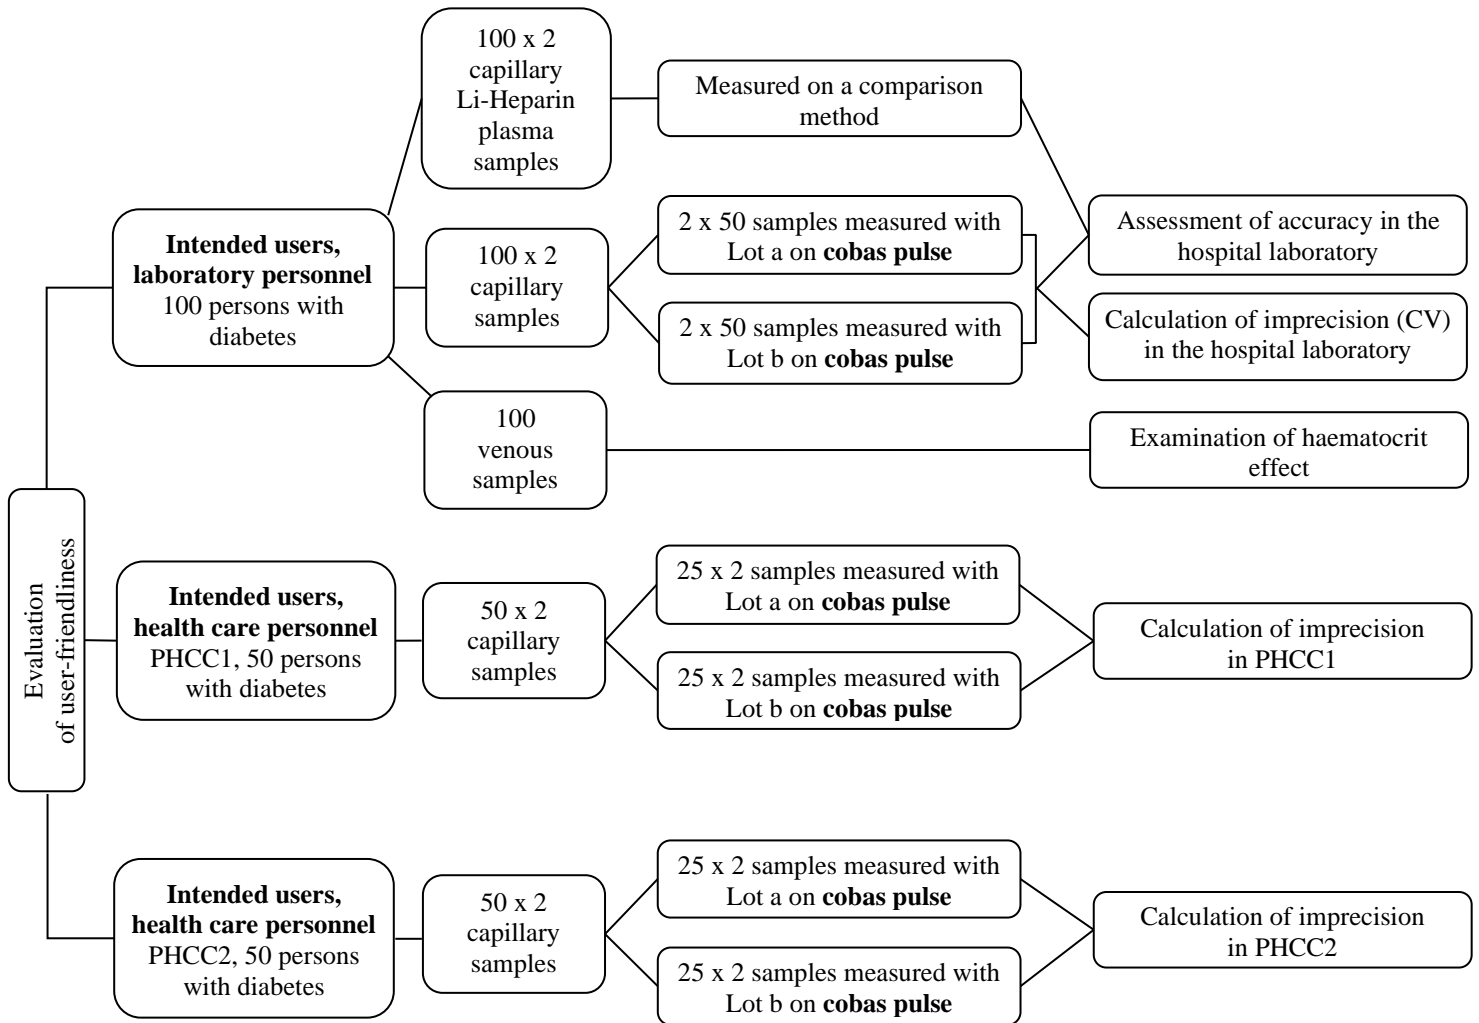 100 x 2
capillary
Li-Heparin
plasma
samples
Measured on a comparison
method
Intended users,
laboratory personnel
100 persons with
diabetes
100 x 2
capillary
samples
2 x 50 samples measured with
Lot a on cobas pulse
2 x 50 samples measured with
Lot b on cobas pulse
Assessment of accuracy in the
hospital laboratory
Calculation of imprecision (CV)
in the hospital laboratory
100
venous
samples
Examination of haematocrit
effect
Evaluation
of user-friendliness
Intended users,
health care personnel
PHCC1, 50 persons
with diabetes
50 x 2
capillary
samples
25 x 2 samples measured with
Lot a on cobas pulse
25 x 2 samples measured with
Lot b on cobas pulse
Calculation of imprecision
in PHCC1
Intended users,
health care personnel
PHCC2, 50 persons
with diabetes
50 x 2
capillary
samples
25 x 2 samples measured with
Lot a on cobas pulse
25 x 2 samples measured with
Lot b on cobas pulse
Calculation of imprecision
in PHCC2